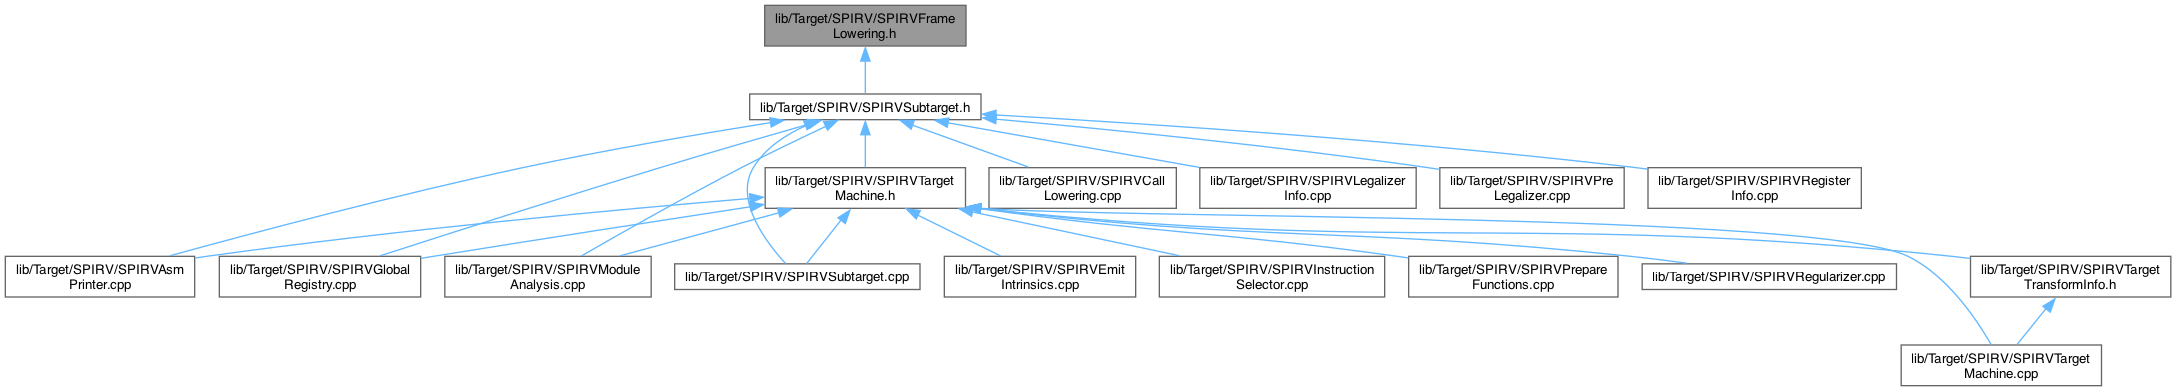 lib/Target/SPIRV/SPIRVFrame
Lowering.h
lib/Target/SPIRV/SPIRVSubtarget.h
lib/Target/SPIRV/SPIRVTarget
Machine.h
lib/Target/SPIRV/SPIRVCall
Lowering.cpp
lib/Target/SPIRV/SPIRVLegalizer
Info.cpp
lib/Target/SPIRV/SPIRVPre
Legalizer.cpp
lib/Target/SPIRV/SPIRVRegister
Info.cpp
lib/Target/SPIRV/SPIRVAsm
Printer.cpp
lib/Target/SPIRV/SPIRVGlobal
Registry.cpp
lib/Target/SPIRV/SPIRVModule
Analysis.cpp
lib/Target/SPIRV/SPIRVSubtarget.cpp
lib/Target/SPIRV/SPIRVEmit
Intrinsics.cpp
lib/Target/SPIRV/SPIRVInstruction
Selector.cpp
lib/Target/SPIRV/SPIRVPrepare
Functions.cpp
lib/Target/SPIRV/SPIRVRegularizer.cpp
lib/Target/SPIRV/SPIRVTarget
TransformInfo.h
lib/Target/SPIRV/SPIRVTarget
Machine.cpp